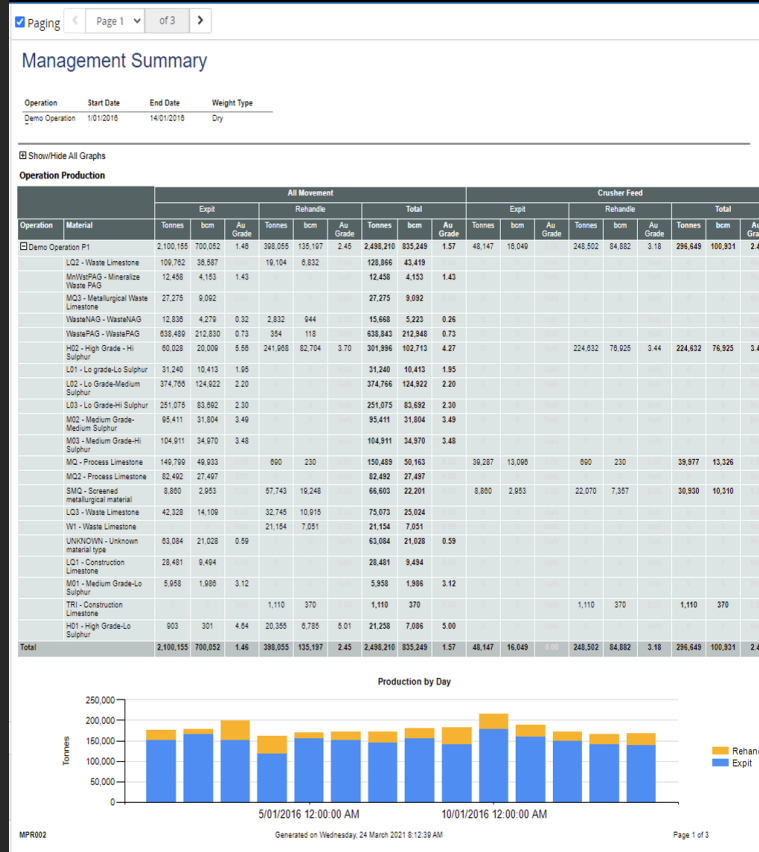 Paging Page 1 of 3
Management Summary
Operation Start Date End Date Weight Type
Demo Operation 1/01/2016 14/01/2016 Dry
Show/Hide All Graphs
Operation Production
All Movement Crusher Feed
Expit Rehandle Total Expit Rehandle Total
Operation Material Tonnes bcm Au Grade Tonnes bcm Au Grade Tonnes bcm Au Grade Tonnes bcm Au Grade Tonnes bcm Au Grade Tonnes bcm
Demo Operation P1 2,100,155 700,052 1.46 398,055 135,197 2.45 2,498,210 835,249 1.57 48,147 16,049 248,502 84,882 3.18 296,649 100,931
LQ2 - Waste Limestone 109,762 36,587 19,104 6,832 128,866 43,419
MnWstPAG - Mineralize Waste PAG 12,458 4,153 1.43 12,458 4,153 1.43
MQ3 - Metallurgical Waste Limestone 27,275 9,092 27,275 9,092
WasteNAG - WasteNAG 12,836 4,279 0.32 2,832 944 15,668 5,223 0.26
WastePAG - WastePAG 638,489 212,830 0.73 354 118 638,843 212,948 0.73
H02 - High Grade - Hi Sulphur 60,028 20,009 6.56 241,968 82,704 3.70 301,996 102,713 4.27 224,632 76,925 3.44 224,632 76,925
L01 - Lo grade-Lo Sulphur 31,240 10,413 1.95 31,240 10,413 1.95
L02 - Lo Grade-Medium Sulphur 374,766 124,922 2.20 374,766 124,922 2.20
L03 - Lo Grade-Hi Sulphur 251,075 83,692 2.30 251,075 83,692 2.30
M02 - Medium Grade-Medium Sulphur 95,411 31,804 3.49 95,411 31,804 3.49
M03 - Medium Grade-Hi Sulphur 104,911 34,970 3.48 104,911 34,970 3.48
MQ - Process Limestone 149,799 49,933 690 230 150,489 50,163 39,287 13,096 690 230 39,977 13,326
MQ2 - Process Limestone 82,492 27,497 82,492 27,497
SMQ - Screened metallurgical material 8,860 2,953 57,743 19,248 66,603 22,201 8,860 2,953 22,070 7,357 30,930 10,310
LQ3 - Waste Limestone 42,328 14,109 32,745 10,915 75,073 25,024
W1 - Waste Limestone 21,154 7,051 21,154 7,051
UNKNOWN - Unknown material type 63,084 21,028 0.59 63,084 21,028 0.59
LQ1 - Construction Limestone 28,481 9,494 28,481 9,494
M01 - Medium Grade-Lo Sulphur 5,958 1,986 3.12 5,958 1,986 3.12
TRI - Construction Limestone 1,110 370 1,110 370 1,110 370 1,110 370
H01 - High Grade-Lo Sulphur 903 301 4.64 20,355 6,785 5.01 21,258 7,086 5.00
Total 2,100,155 700,052 1.46 398,055 135,197 2.45 2,498,210 835,249 1.57 48,147 16,049 0.00 248,502 84,882 3.18 296,649 100,931
Production by Day
250,000
200,000
150,000
100,000
50,000
0
Tonnes
5/01/2016 12:00:00 AM 10/01/2016 12:00:00 AM
Expit
MPR002 Generated on Wednesday, 24 March 2021 8:12:39 AM Page 1 of 3